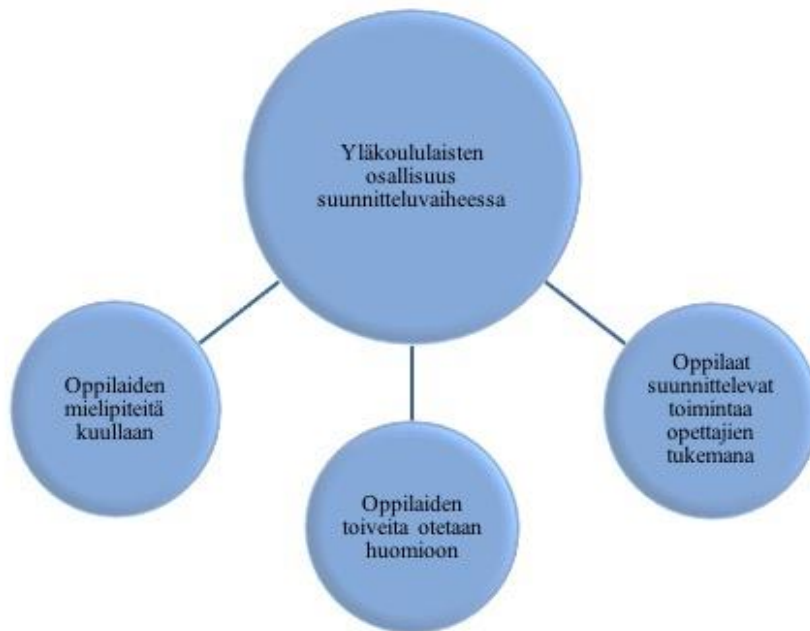 Yläkoululaisten
osallisuus
suunnitteluvaiheessa
Oppilaiden
mielipiteitä
kuullaan
Oppilaiden
toiveita otetaan
huomioon
Oppilaat
suunnittelevat
toimintaa
opettajien
tukemana